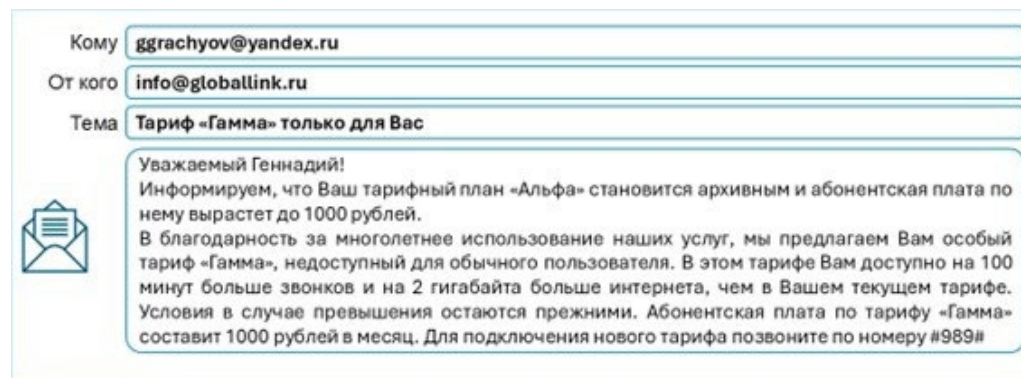 Кому ggrachyov@yandex.ru
От кого info@globallink.ru
Тема Тариф «Гамма» только для Вас
Уважаемый Геннадий!
Информируем, что Ваш тарифный план «Альфа» становится архивным и абонентская плата по
нему вырастет до 1000 рублей.
В благодарность за многолетнее использование наших услуг, мы предлагаем Вам особый
тариф «Гамма», недоступный для обычного пользователя. В этом тарифе Вам доступно на 100
минут больше звонков и на 2 гигабайта больше интернета, чем в Вашем текущем тарифе.
Условия в случае превышения остаются прежними. Абонентская плата по тарифу «Гамма»
составит 1000 рублей в месяц. Для подключения нового тарифа позвоните по номеру #989#